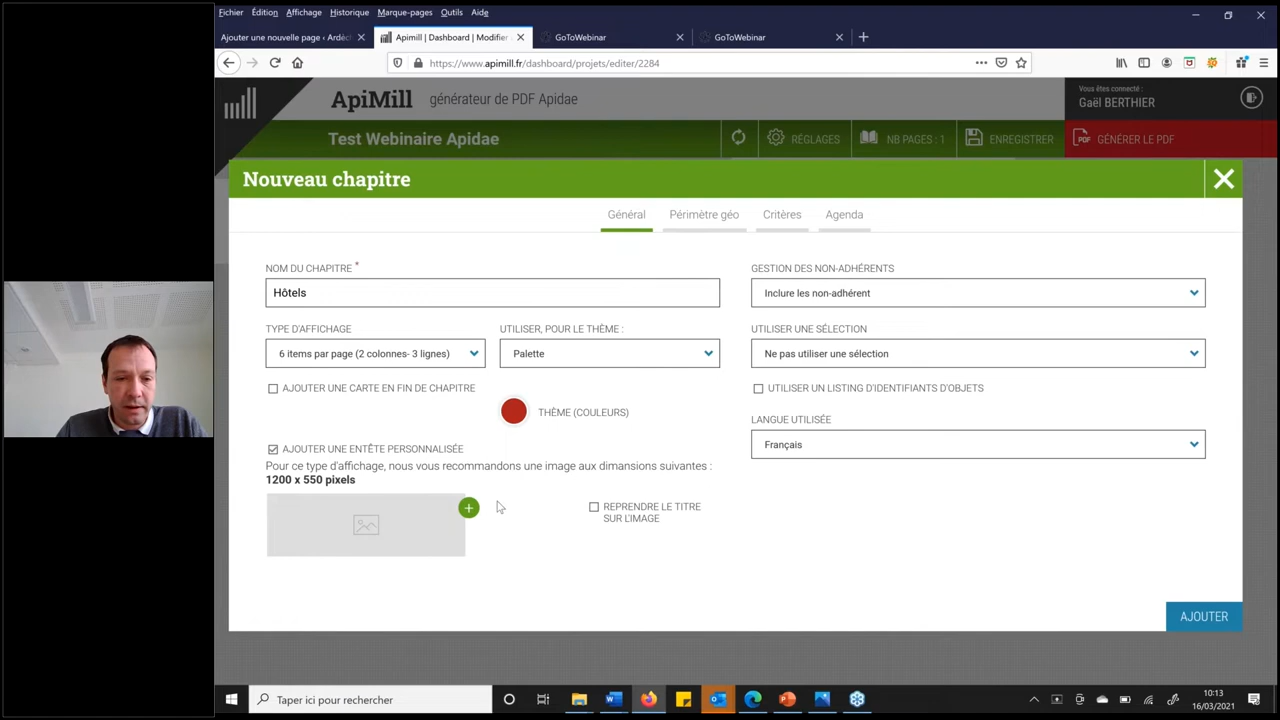 Fichier Édition Affichage Historique Marque-pages Outils Aide
Ajouter une nouvelle page ‹ Ardèch
Apimill | Dashboard | Modifier
GoToWebinar
GoToWebinar
https://www.apimill.fr/dashboard/projets/editer/2284
ApiMill générateur de PDF Apidae
Vous êtes connecté :
Gaël BERTHIER
Test Webinaire Apidae
RÉGLAGES
NB PAGES : 1
ENREGISTRER
PDF GÉNÉRER LE PDF
Nouveau chapitre
Général Périmètre géo Critères Agenda
NOM DU CHAPITRE *
Hôtels
GESTION DES NON-ADHÉRENTS
Inclure les non-adhérent
TYPE D'AFFICHAGE
6 items par page (2 colonnes- 3 lignes)
UTILISER, POUR LE THÈME :
Palette
UTILISER UNE SÉLECTION
Ne pas utiliser une sélection
AJOUTER UNE CARTE EN FIN DE CHAPITRE
THÈME (COULEURS)
UTILISER UN LISTING D'IDENTIFIANTS D'OBJETS
LANGUE UTILISÉE
Français
AJOUTER UNE ENTÊTE PERSONNALISÉE
Pour ce type d'affichage, nous vous recommandons une image aux dimansions suivantes :
1200 x 550 pixels
REPRENDRE LE TITRE
SUR L'IMAGE
AJOUTER
Taper ici pour rechercher
10:13
16/03/2021